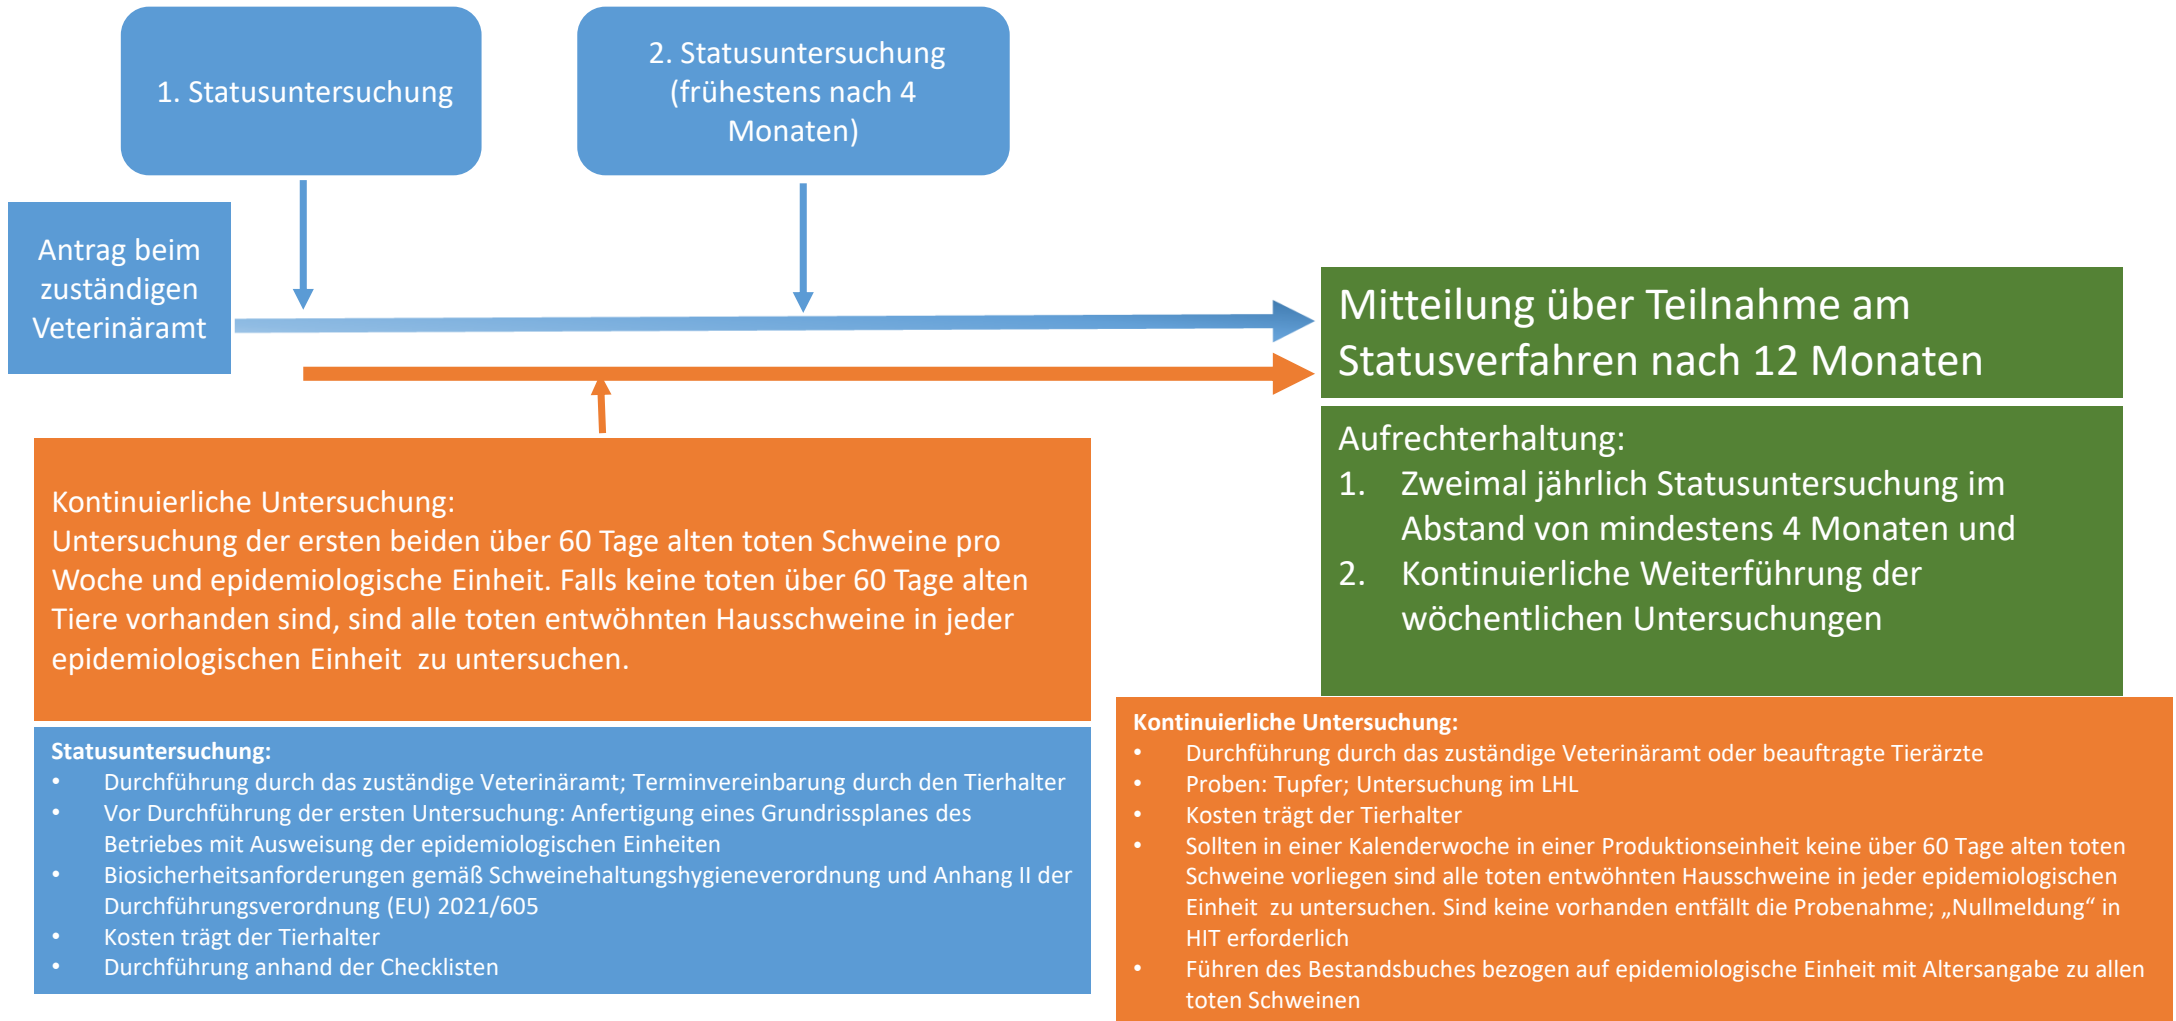 1. Statusuntersuchung
2. Statusuntersuchung
(frühestens nach 4
Monaten)
Antrag beim
zuständigen
Veterinäramt
Mitteilung über Teilnahme am
Statusverfahren nach 12 Monaten
Aufrechterhaltung:
1. Zweimal jährlich Statusuntersuchung im
Abstand von mindestens 4 Monaten und
2. Kontinuierliche Weiterführung der
wöchentlichen Untersuchungen
Kontinuierliche Untersuchung:
Untersuchung der ersten beiden über 60 Tage alten toten Schweine pro
Woche und epidemiologische Einheit. Falls keine toten über 60 Tage alten
Tiere vorhanden sind, sind alle toten entwöhnten Hausschweine in jeder
epidemiologischen Einheit  zu untersuchen.
Statusuntersuchung:
• Durchführung durch das zuständige Veterinäramt; Terminvereinbarung durch den Tierhalter
• Vor Durchführung der ersten Untersuchung: Anfertigung eines Grundrissplanes des
Betriebes mit Ausweisung der epidemiologischen Einheiten
• Biosicherheitsanforderungen gemäß Schweinehaltungshygieneverordnung und Anhang II der
Durchführungsverordnung (EU) 2021/605
• Kosten trägt der Tierhalter
• Durchführung anhand der Checklisten
Kontinuierliche Untersuchung:
• Durchführung durch das zuständige Veterinäramt oder beauftragte Tierärzte
• Proben: Tupfer; Untersuchung im LHL
• Kosten trägt der Tierhalter
• Sollten in einer Kalenderwoche in einer Produktionseinheit keine über 60 Tage alten toten
Schweine vorliegen sind alle toten entwöhnten Hausschweine in jeder epidemiologischen
Einheit  zu untersuchen. Sind keine vorhanden entfällt die Probenahme; „Nullmeldung“ in
HIT erforderlich
• Führen des Bestandsbuches bezogen auf epidemiologische Einheit mit Altersangabe zu allen
toten Schweinen